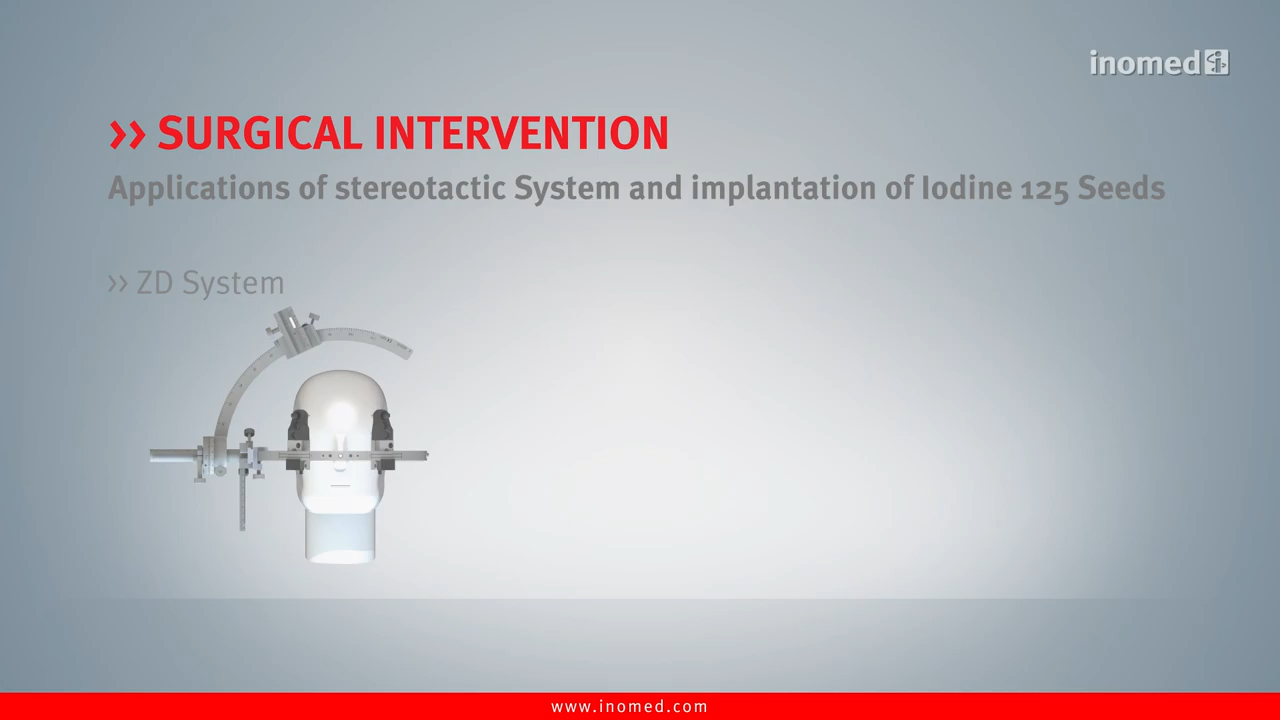 inomed
>> SURGICAL INTERVENTION
Applications of stereotactic System and implantation of Iodine 125 Seeds
>> ZD System
www.inomed.com